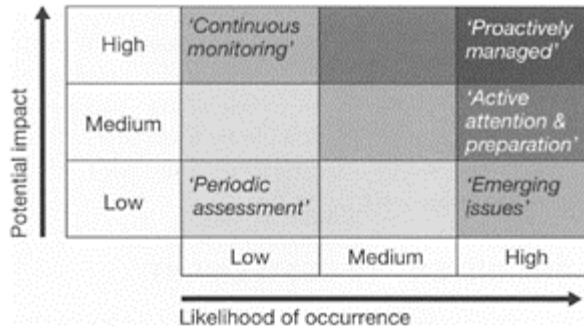 Potential impact
High
'Continuous
monitoring'
'Proactively
managed'
Medium
'Active
attention &
preparation'
Low
'Periodic
assessment'
'Emerging
issues'
Low
Medium
High
Likelihood of occurrence